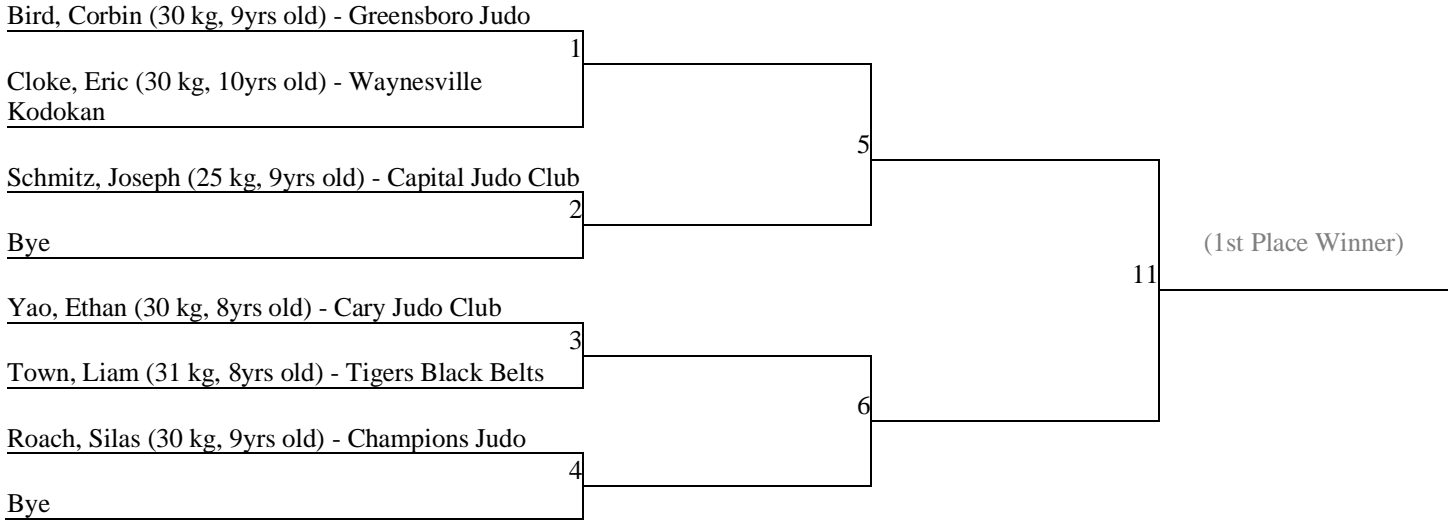 Bird, Corbin (30 kg, 9yrs old) - Greensboro Judo
1
Cloke, Eric (30 kg, 10yrs old) - Waynesville
Kodokan
5
Schmitz, Joseph (25 kg, 9yrs old) - Capital Judo Club
2
Bye
(1st Place Winner)
11
Yao, Ethan (30 kg, 8yrs old) - Cary Judo Club
3
Town, Liam (31 kg, 8yrs old) - Tigers Black Belts
6
Roach, Silas (30 kg, 9yrs old) - Champions Judo
4
Bye